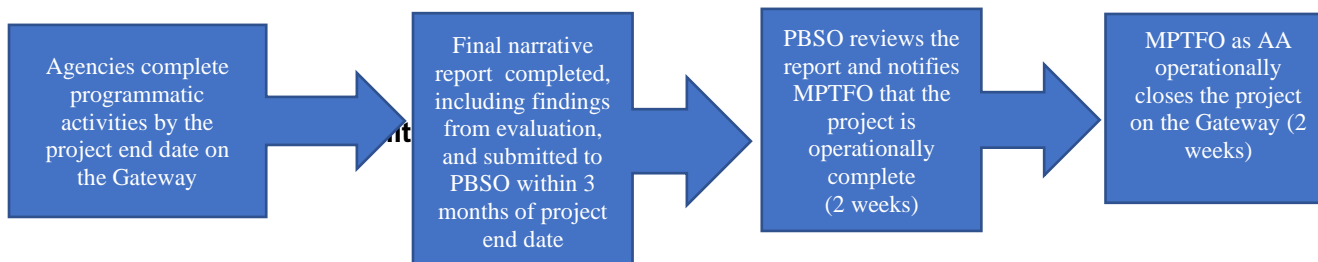 Agencies complete
programmatic
activities by the
project end date on
the Gateway
Final narrative
report completed,
including findings
from evaluation,
and submitted to
PBSO within 3
months of project
end date
PBSO reviews the
report and notifies
MPTFO that the
project is
operationally
complete
(2 weeks)
MPTFO as AA
operationally
closes the project
on the Gateway (2
weeks)